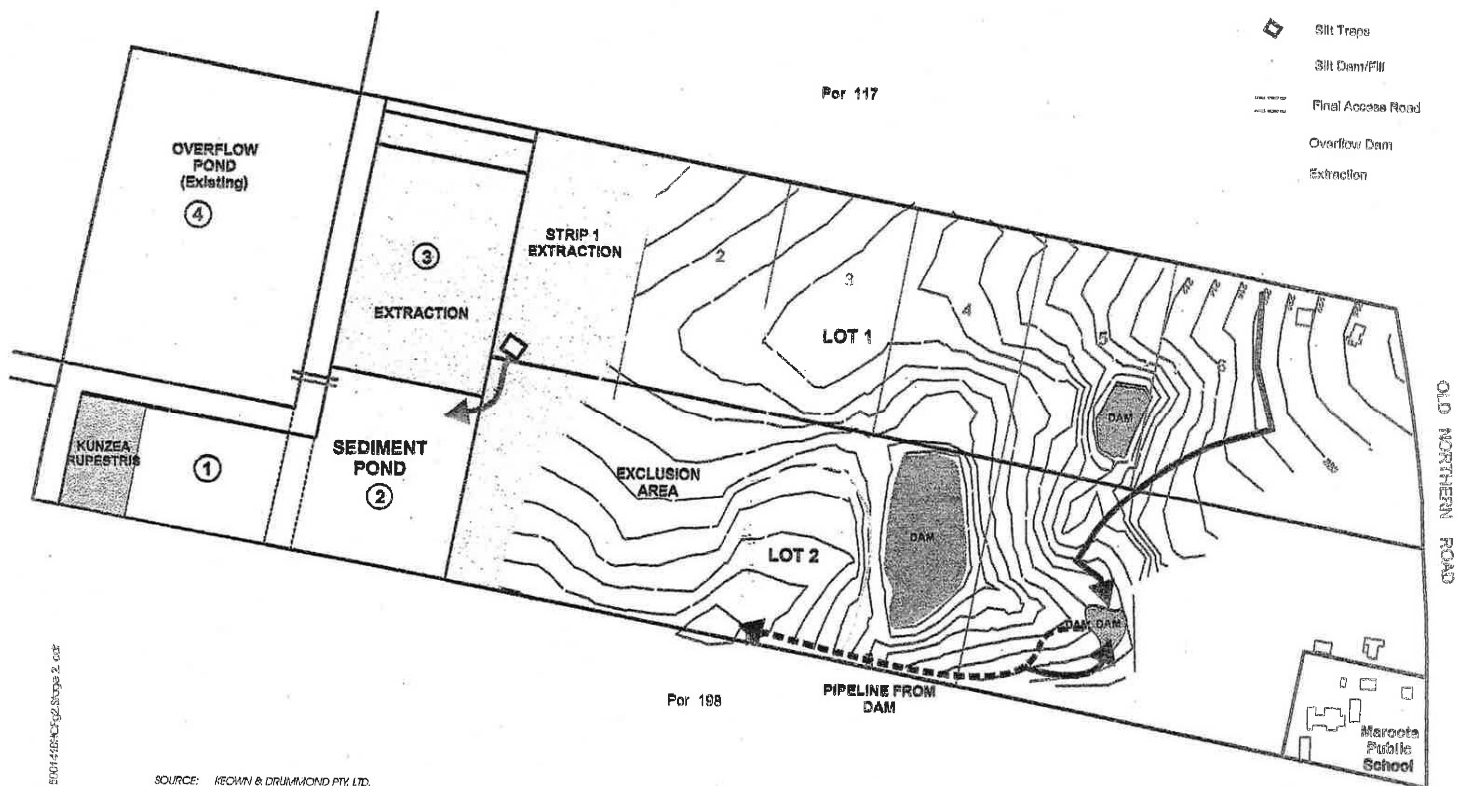 Silt Traps
Silt Dam/Fill
Final Access Road
Overflow Dam
Extraction
Por 117
OVERFLOW
POND
(Existing)
4
3
EXTRACTION
STRIP 1
EXTRACTION
2
3
4
5
6
LOT 1
DAM
KUNZEA
RUPESTRIS
1
SEDIMENT
POND
2
EXCLUSION
AREA
LOT 2
DAM
DAM
DAM
PIPELINE FROM
DAM
Por 198
OLD NORTHERN ROAD
Maroota
Public
School
SOURCE: KEOWN & DRUMMOND PTY. LTD.